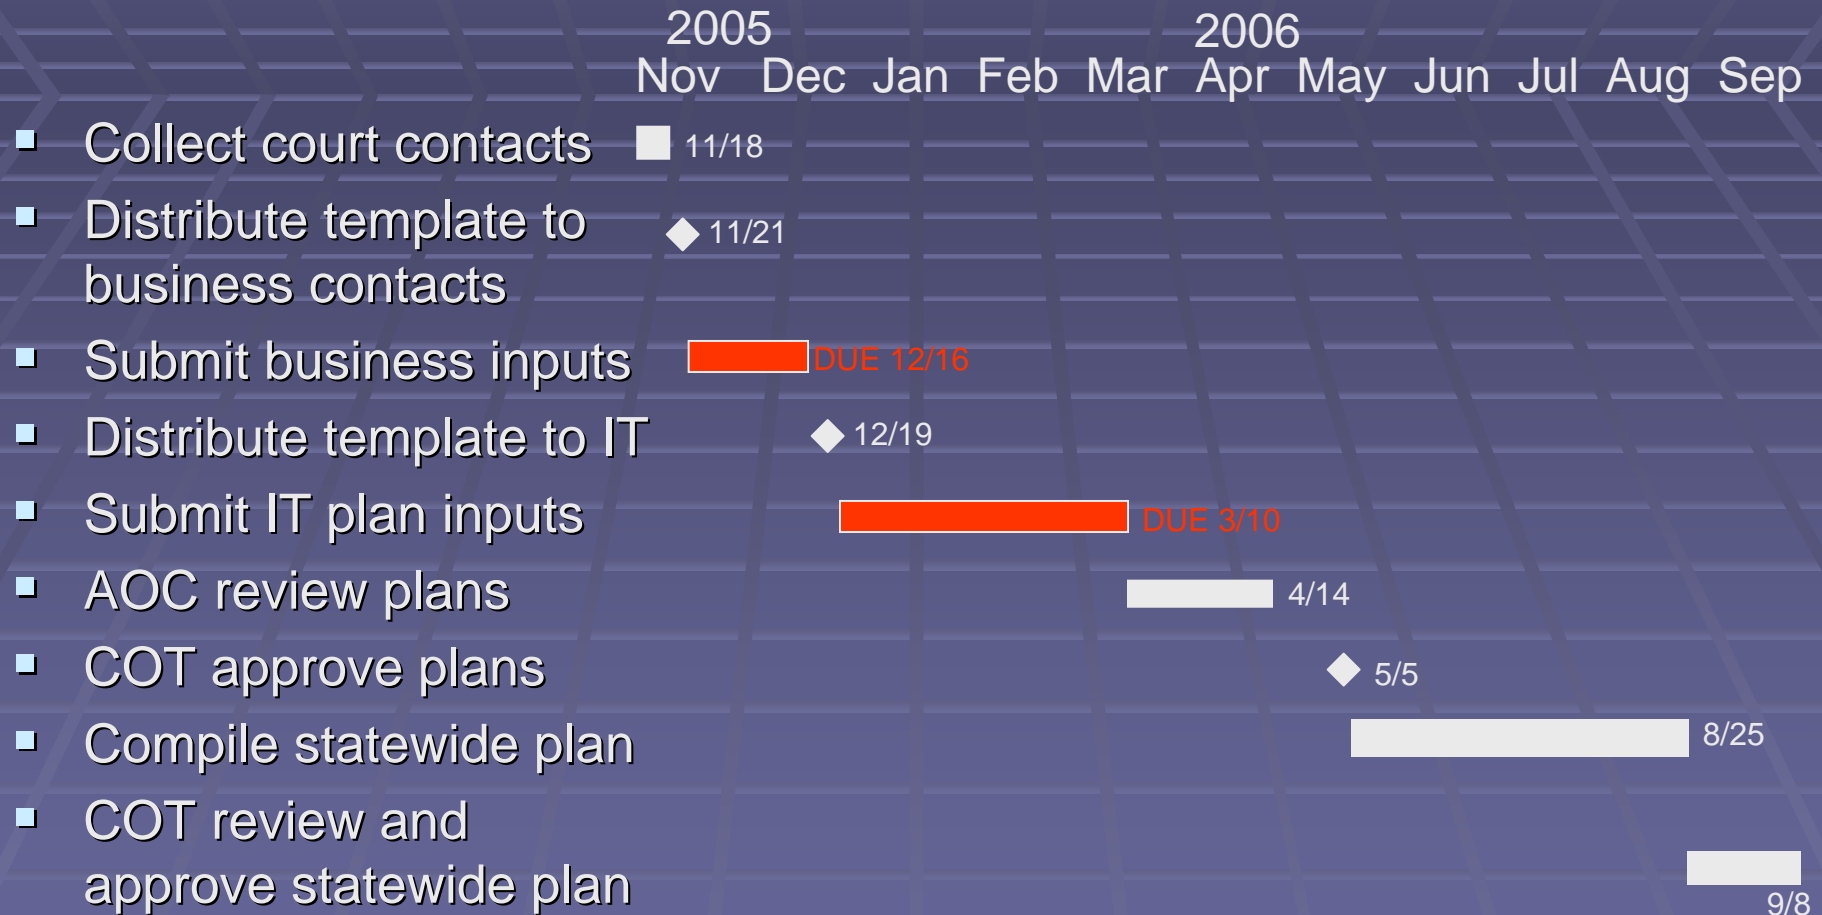 2005 2006
Nov Dec Jan Feb Mar Apr May Jun Jul Aug Sep
Collect court contacts 11/18
Distribute template to 11/21
business contacts
Submit business inputs DUE 12/16
Distribute template to IT 12/19
Submit IT plan inputs DUE 3/10
AOC review plans 4/14
COT approve plans 5/5
Compile statewide plan 8/25
COT review and
approve statewide plan 9/8